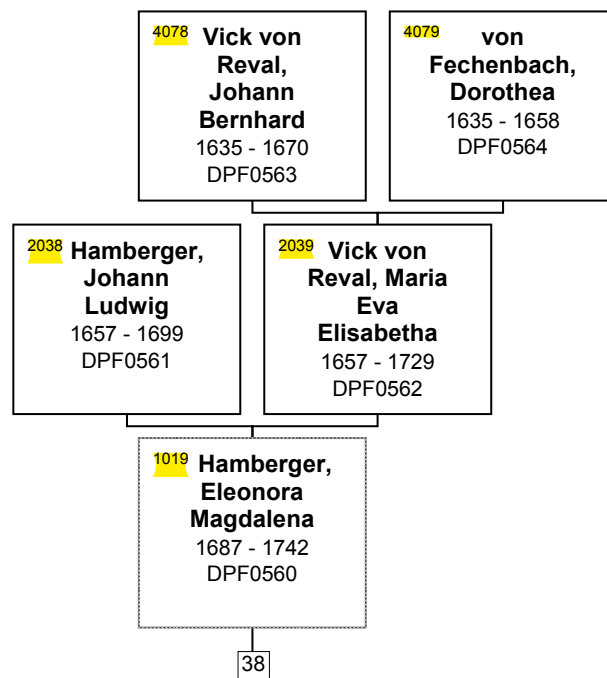 4078 Vick von
Reval,
Johann
Bernhard
1635 - 1670
DPF0563
4079 von
Fechenbach,
Dorothea
1635 - 1658
DPF0564
2038 Hamberger,
Johann
Ludwig
1657 - 1699
DPF0561
2039 Vick von
Reval, Maria
Eva
Elisabetha
1657 - 1729
DPF0562
1019 Hamberger,
Eleonora
Magdalena
1687 - 1742
DPF0560
38